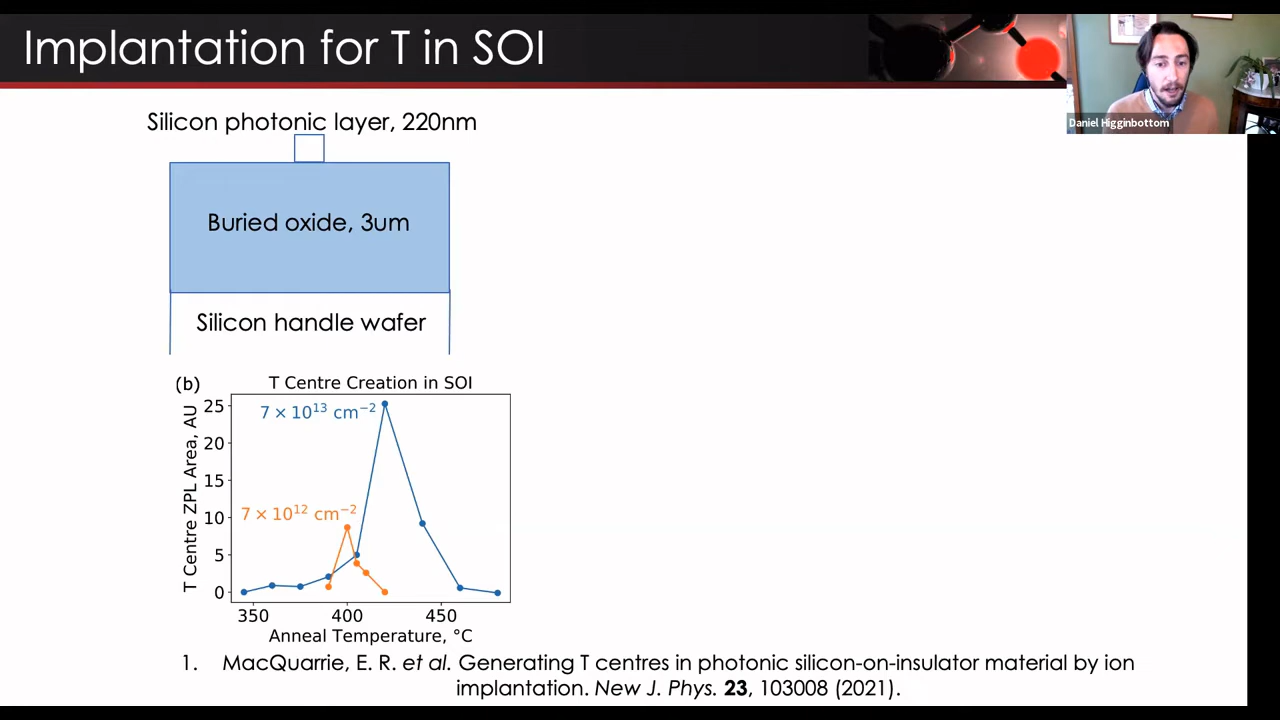 Implantation for T in SOI
Daniel Higginbottom
Silicon photonic layer, 220nm
Buried oxide, 3um
Silicon handle wafer
(b)
T Centre Creation in SOI
T Centre ZPL Area, AU
25
20
15
10
5
0
7 × 10¹³ cm⁻²
7 × 10¹² cm⁻²
350 400 450
Anneal Temperature, °C
1. MacQuarrie, E. R. et al. Generating T centres in photonic silicon-on-insulator material by ion
implantation. New J. Phys. 23, 103008 (2021).